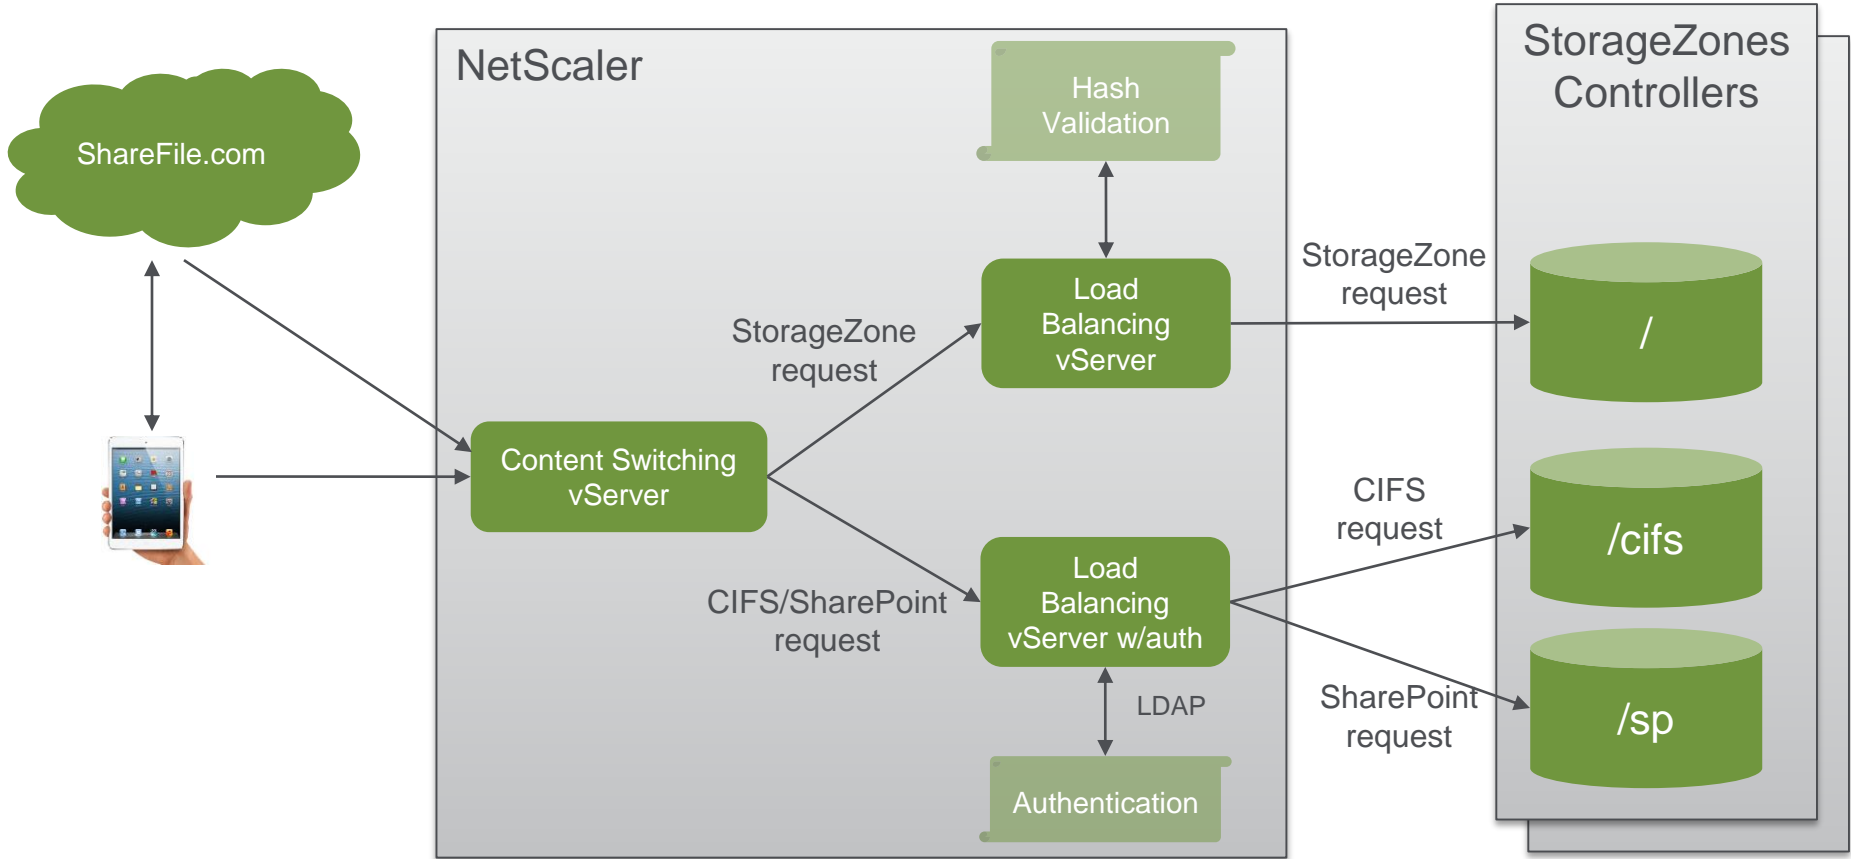 NetScaler
StorageZones
Controllers
Hash
Validation
ShareFile.com
StorageZone
request
Load
Balancing
vServer
StorageZone
request
/
Content Switching
vServer
CIFS
request
/cifs
CIFS/SharePoint
request
Load
Balancing
vServer w/auth
LDAP
SharePoint
request
/sp
Authentication